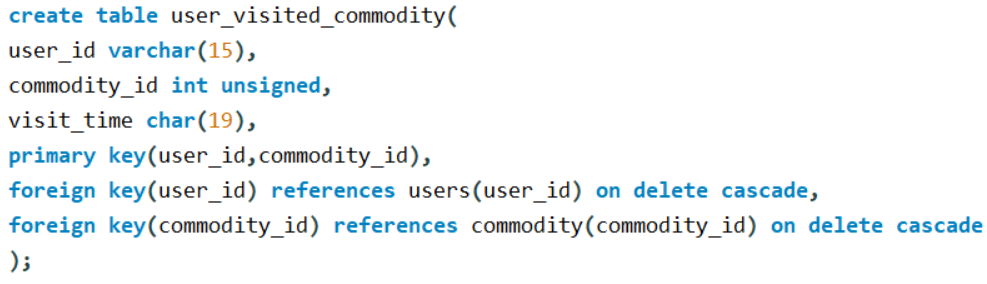 create table user_visited_commodity(
user_id varchar(15),
commodity_id int unsigned,
visit_time char(19),
primary key(user_id,commodity_id),
foreign key(user_id) references users(user_id) on delete cascade,
foreign key(commodity_id) references commodity(commodity_id) on delete cascade
);